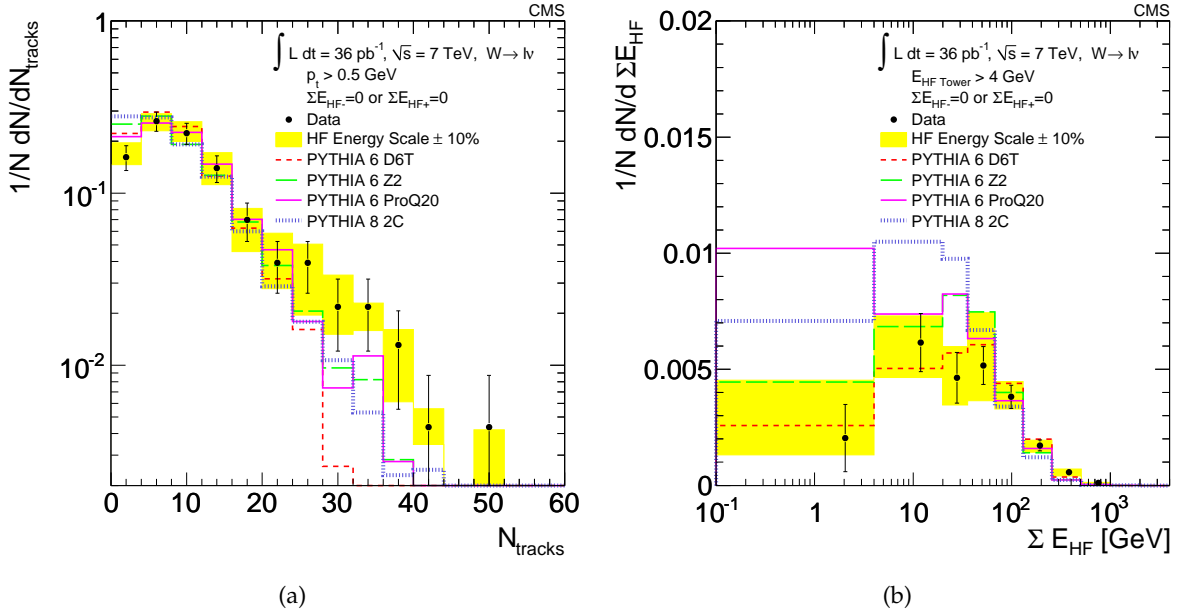 CMS
1/N dN/dN_tracks
1
10^-1
10^-2
∫ L dt = 36 pb^-1, √s = 7 TeV, W→ lν
p_t > 0.5 GeV
ΣE_HF-=0 or ΣE_HF+=0
Data
HF Energy Scale ± 10%
PYTHIA 6 D6T
PYTHIA 6 Z2
PYTHIA 6 ProQ20
PYTHIA 8 2C
0 10 20 30 40 50 60
N_tracks
(a)
CMS
1/N dN/d ΣE_HF
0.02
0.015
0.01
0.005
0
∫ L dt = 36 pb^-1, √s = 7 TeV, W→ lν
E_HF Tower > 4 GeV
ΣE_HF-=0 or ΣE_HF+=0
Data
HF Energy Scale ± 10%
PYTHIA 6 D6T
PYTHIA 6 Z2
PYTHIA 6 ProQ20
PYTHIA 8 2C
10^-1 1 10 10^2 10^3
Σ E_HF [GeV]
(b)